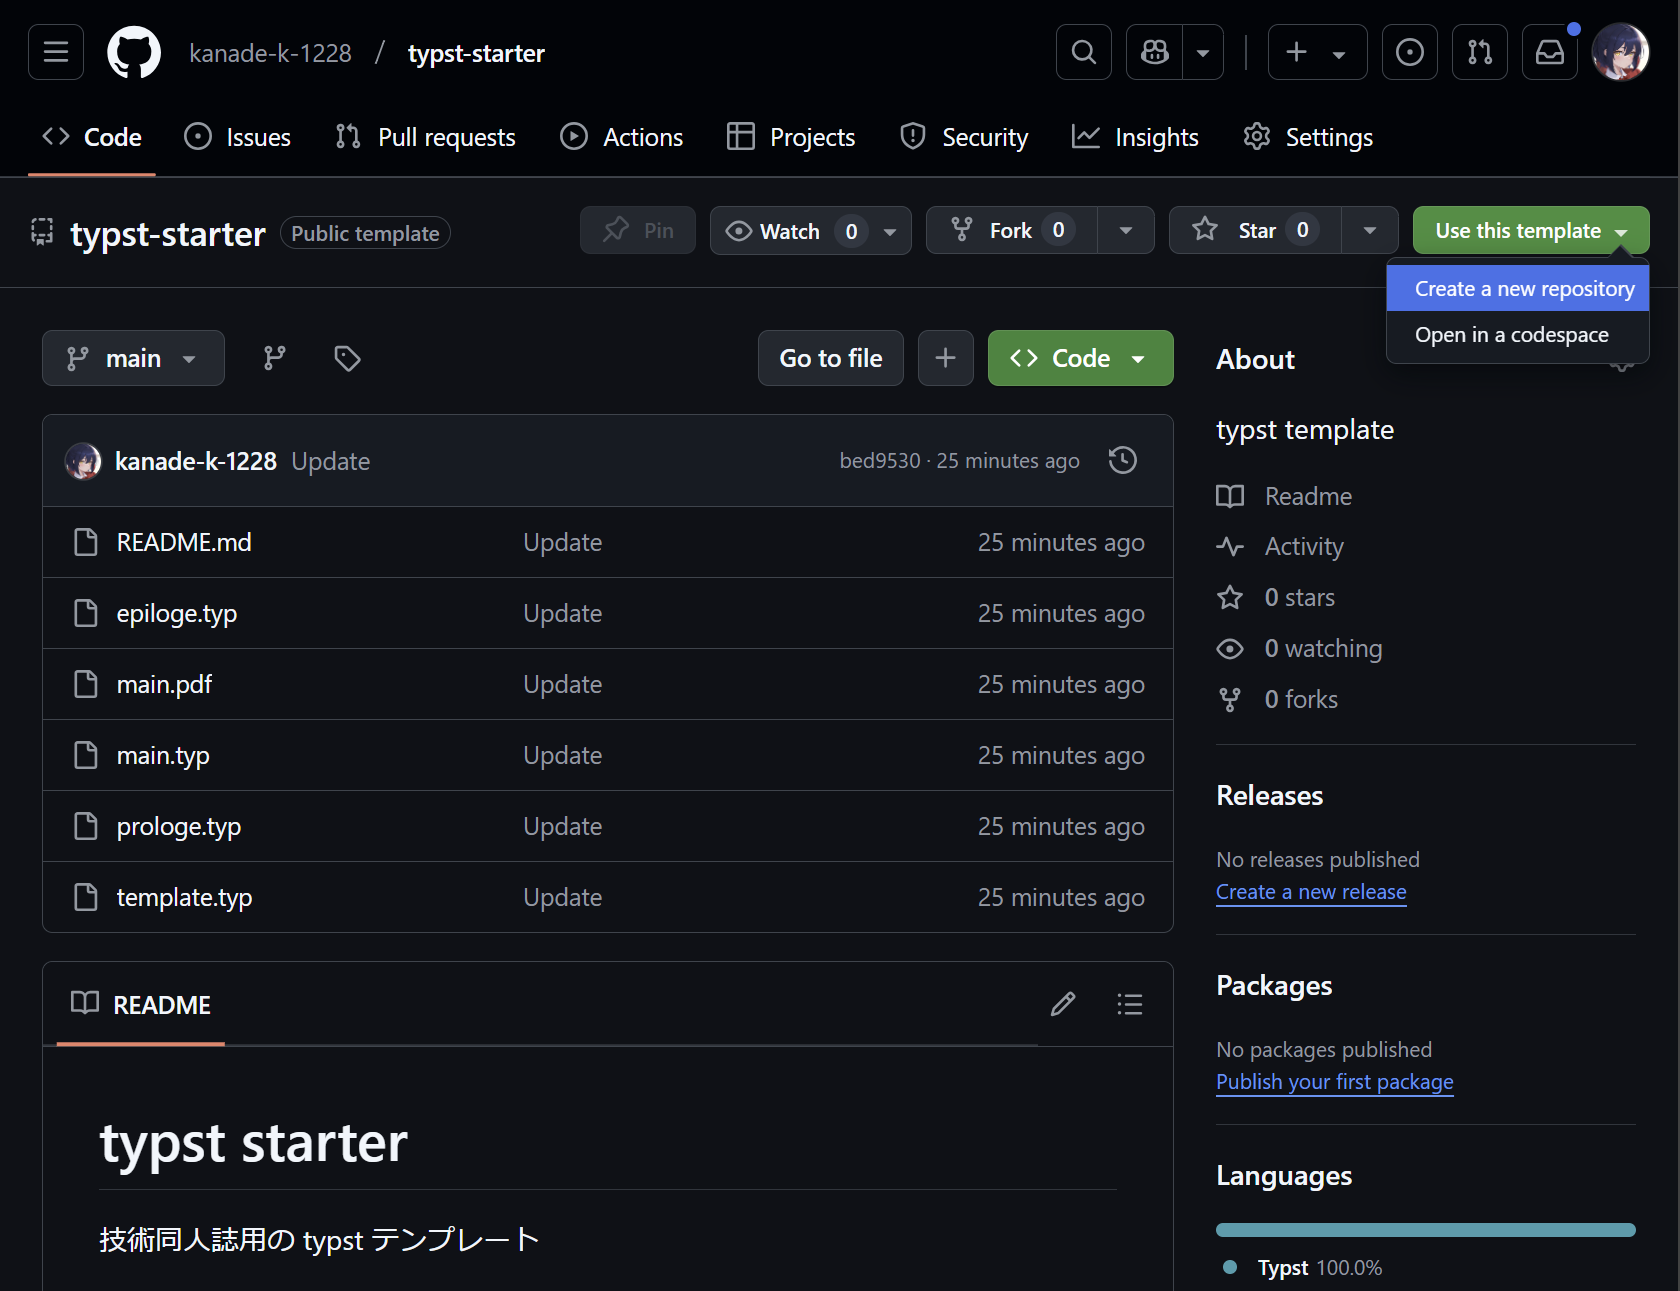 kanade-k-1228 / typst-starter
Code Issues Pull requests Actions Projects Security Insights Settings
typst-starter Public template Pin Watch 0 Fork 0 Star 0 Use this template
Create a new repository
Open in a codespace
main Go to file Code
kanade-k-1228 Update bed9530 · 25 minutes ago
README.md Update 25 minutes ago
epiloge.typ Update 25 minutes ago
main.pdf Update 25 minutes ago
main.typ Update 25 minutes ago
prologe.typ Update 25 minutes ago
template.typ Update 25 minutes ago
README
typst starter
技術同人誌用の typst テンプレート
About
typst template
Readme
Activity
0 stars
0 watching
0 forks
Releases
No releases published
Create a new release
Packages
No packages published
Publish your first package
Languages
Typst 100.0%